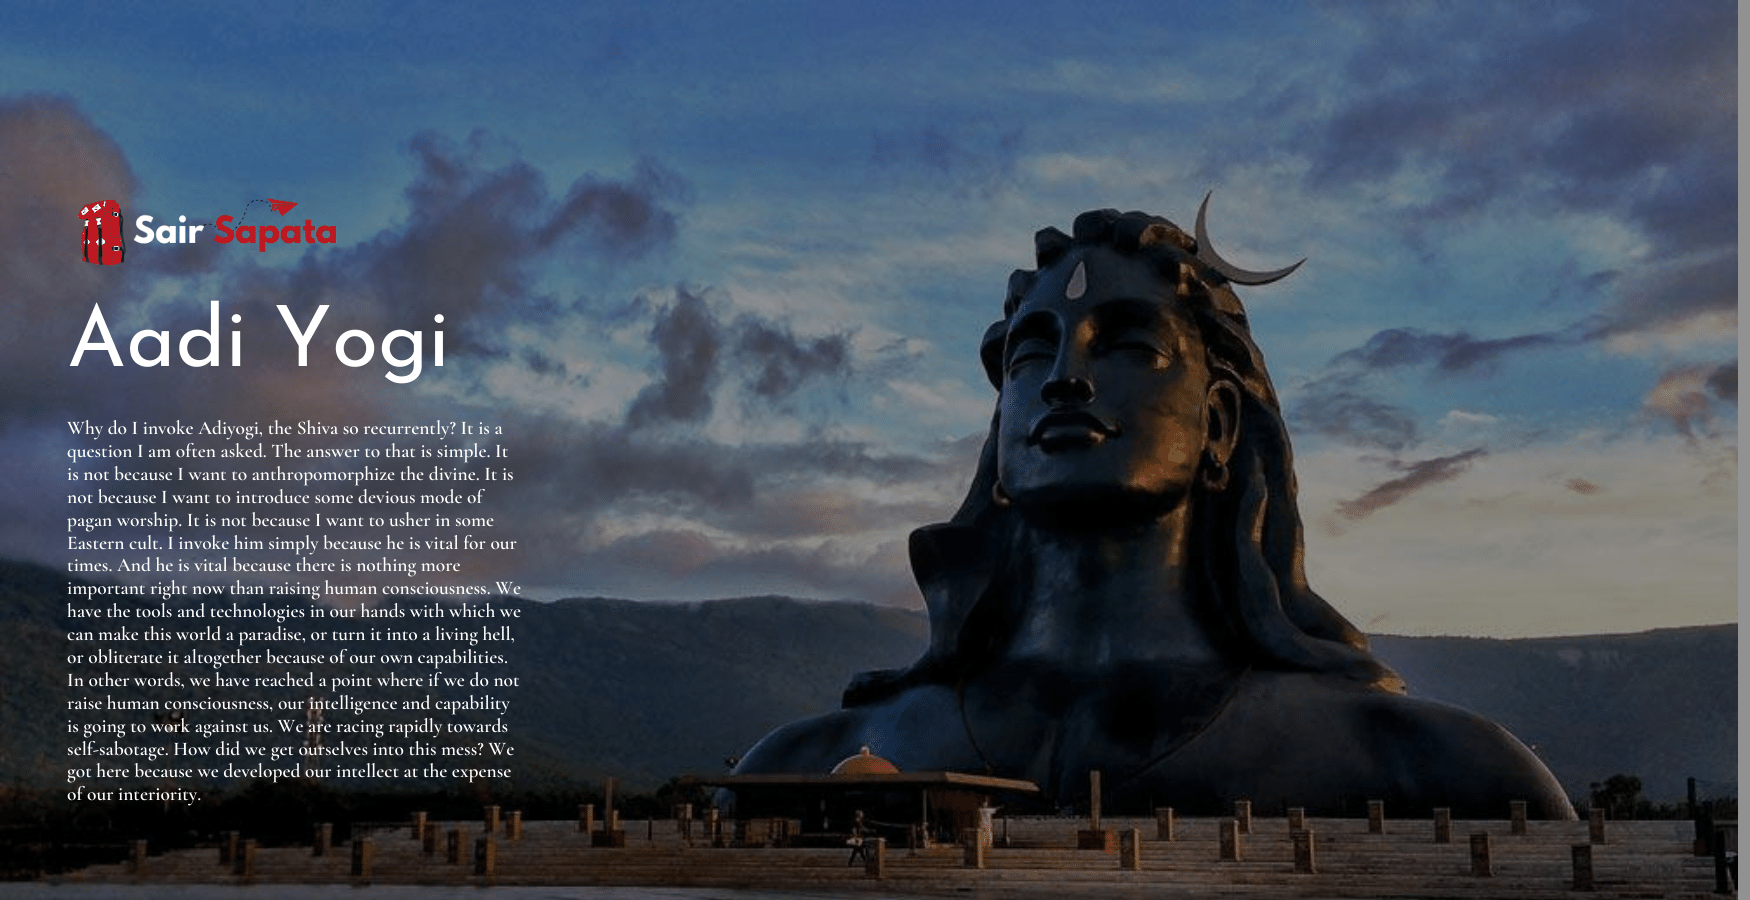 Sair Sapata
Aadi Yogi
Why do I invoke Adiyogi, the Shiva so recurrently? It is a
question I am often asked. The answer to that is simple. It
is not because I want to anthropomorphize the divine. It is
not because I want to introduce some devious mode of
pagan worship. It is not because I want to usher in some
Eastern cult. I invoke him simply because he is vital for our
times. And he is vital because there is nothing more
important right now than raising human consciousness. We
have the tools and technologies in our hands with which we
can make this world a paradise, or turn it into a living hell,
or obliterate it altogether because of our own capabilities.
In other words, we have reached a point where if we do not
raise human consciousness, our intelligence and capability
is going to work against us. We are racing rapidly towards
self-sabotage. How did we get ourselves into this mess? We
got here because we developed our intellect at the expense
of our interiority.